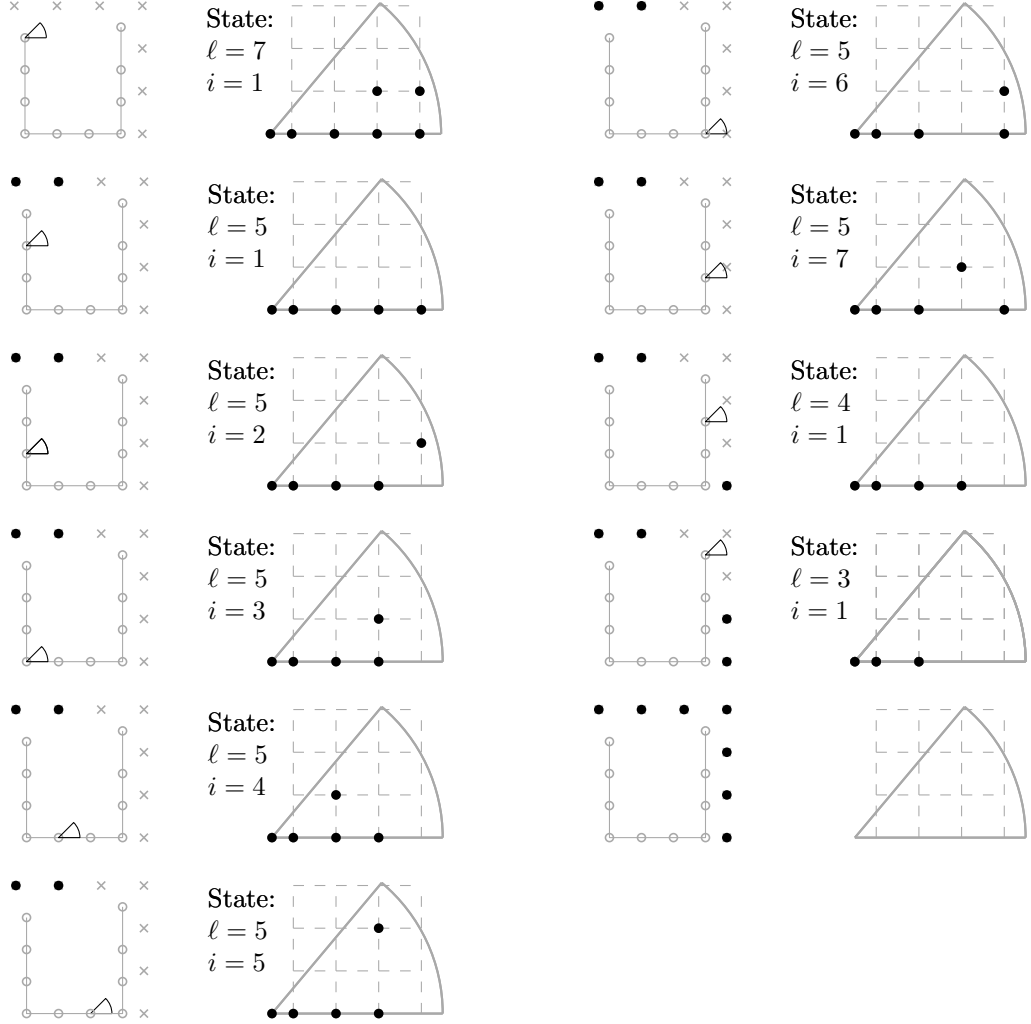 State:
ℓ = 7
i = 1
State:
ℓ = 5
i = 1
State:
ℓ = 5
i = 2
State:
ℓ = 5
i = 3
State:
ℓ = 5
i = 4
State:
ℓ = 5
i = 5
State:
ℓ = 5
i = 6
State:
ℓ = 5
i = 7
State:
ℓ = 4
i = 1
State:
ℓ = 3
i = 1